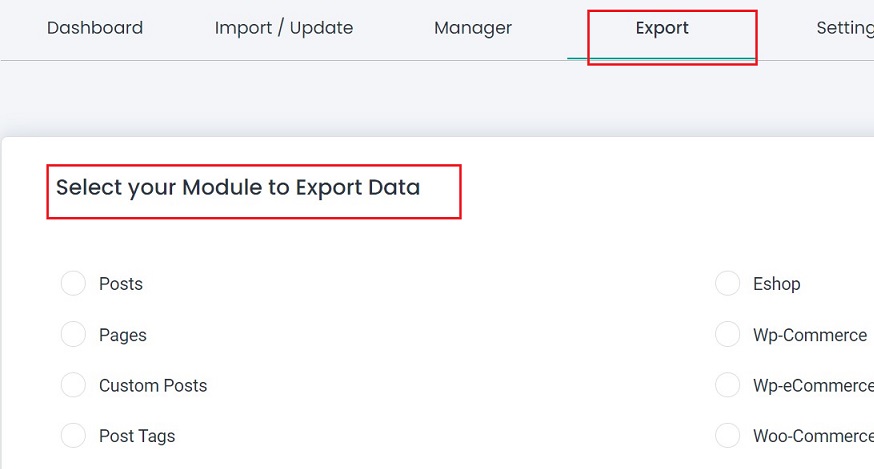 Dashboard Import / Update Manager Export Setting
Select your Module to Export Data
Posts Eshop
Pages Wp-Commerce
Custom Posts Wp-eCommerce
Post Tags Woo-Commerce